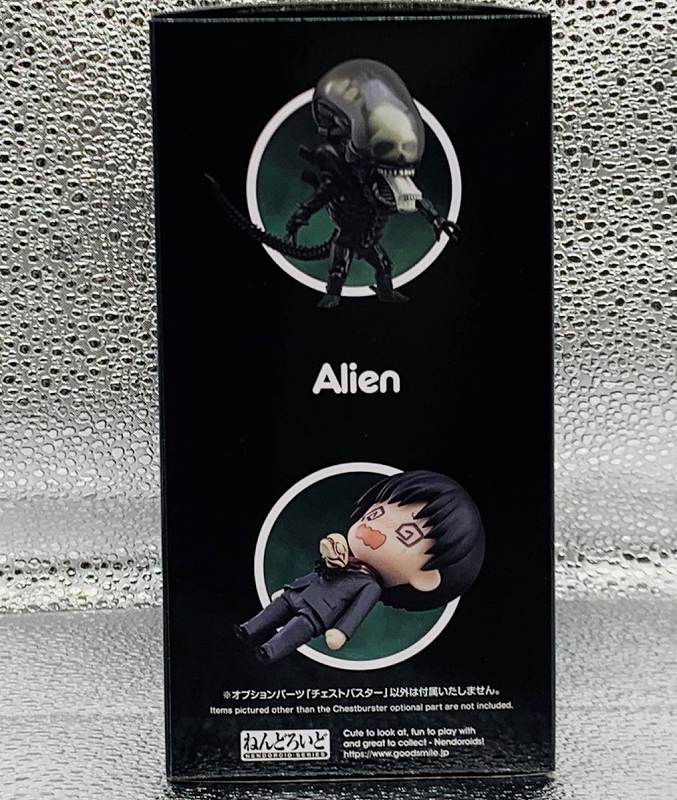 Alien
※オプションパーツ「チェストバスター」以外は付属いたしません。
Items pictured other than the Chestburster optional part are not included.
ねんどろいど
NENDOROID SERIES
Cute to look at, fun to play with
and great to collect - Nendoroids!
https://www.goodsmile.jp